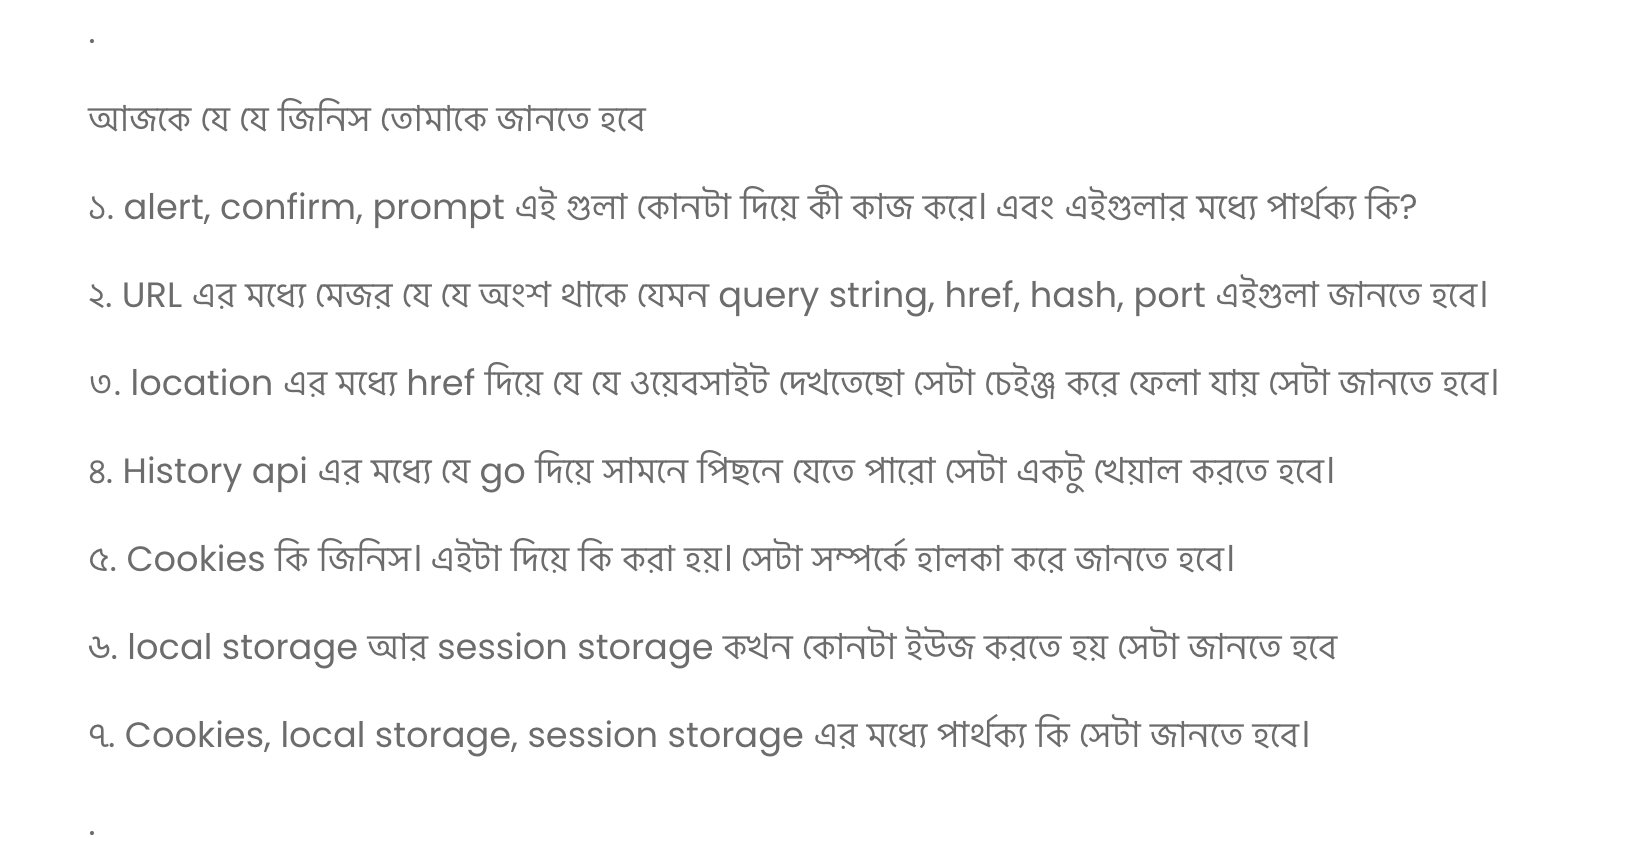 .
আজকে যে যে জিনিস তোমাকে জানতে হবে
১. alert, confirm, prompt এই গুলা কোনটা দিয়ে কী কাজ করে। এবং এইগুলার মধ্যে পার্থক্য কি?
২. URL এর মধ্যে মেজর যে যে অংশ থাকে যেমন query string, href, hash, port এইগুলা জানতে হবে।
৩. location এর মধ্যে href দিয়ে যে যে ওয়েবসাইট দেখতেছো সেটা চেইঞ্জ করে ফেলা যায় সেটা জানতে হবে।
৪. History api এর মধ্যে যে go দিয়ে সামনে পিছনে যেতে পারো সেটা একটু খেয়াল করতে হবে।
৫. Cookies কি জিনিস। এইটা দিয়ে কি করা হয়। সেটা সম্পর্কে হালকা করে জানতে হবে।
৬. local storage আর session storage কখন কোনটা ইউজ করতে হয় সেটা জানতে হবে
৭. Cookies, local storage, session storage এর মধ্যে পার্থক্য কি সেটা জানতে হবে।
.